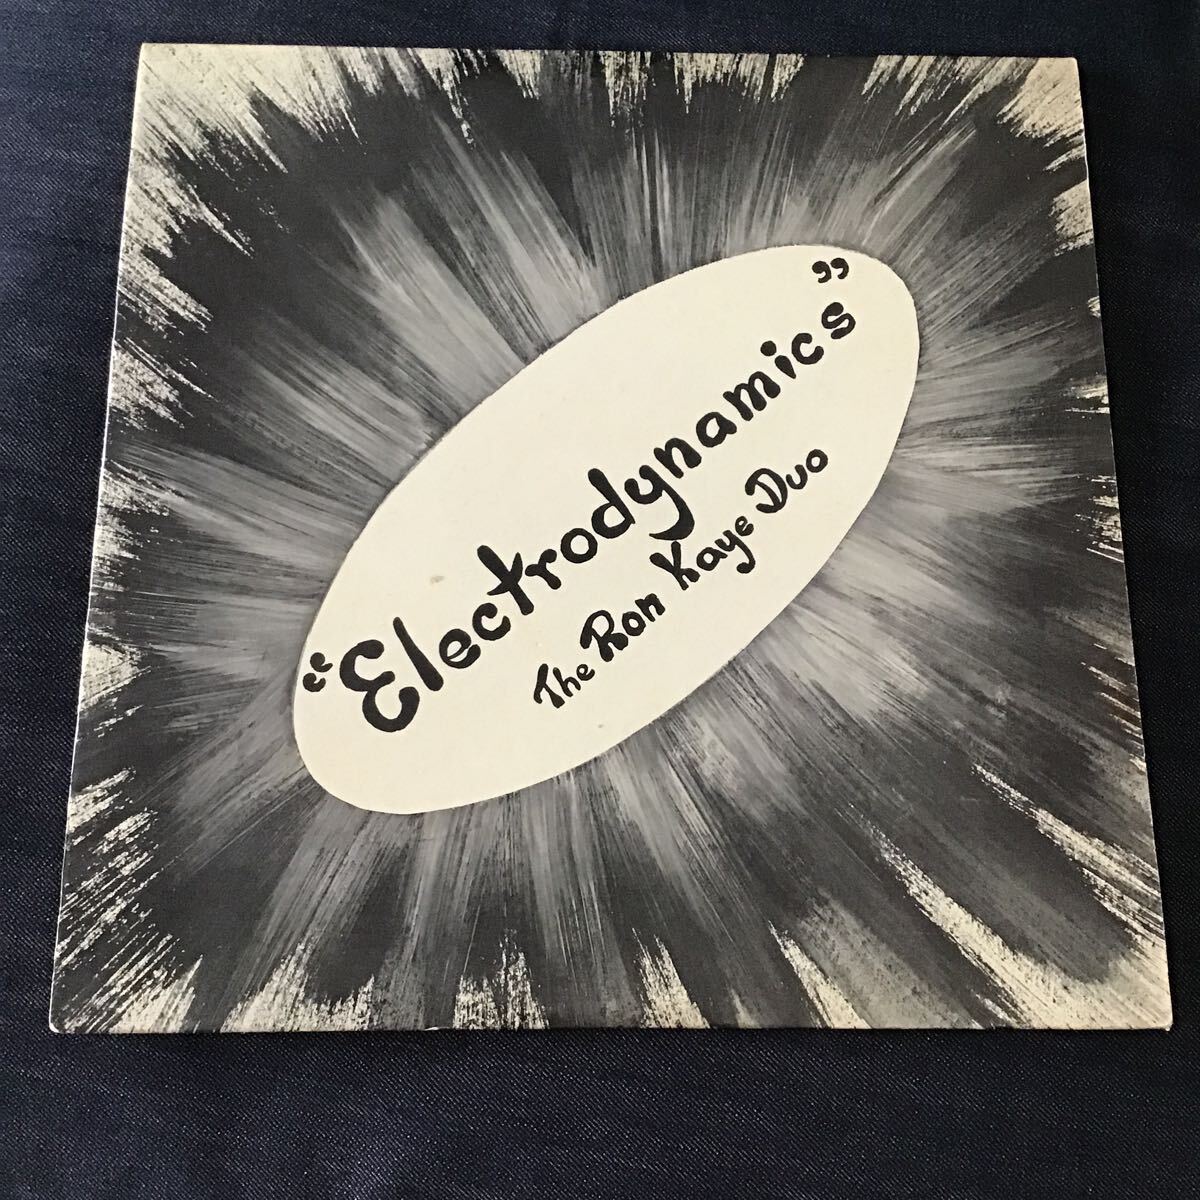 “Electrodynamics”
The Ron Kaye Duo